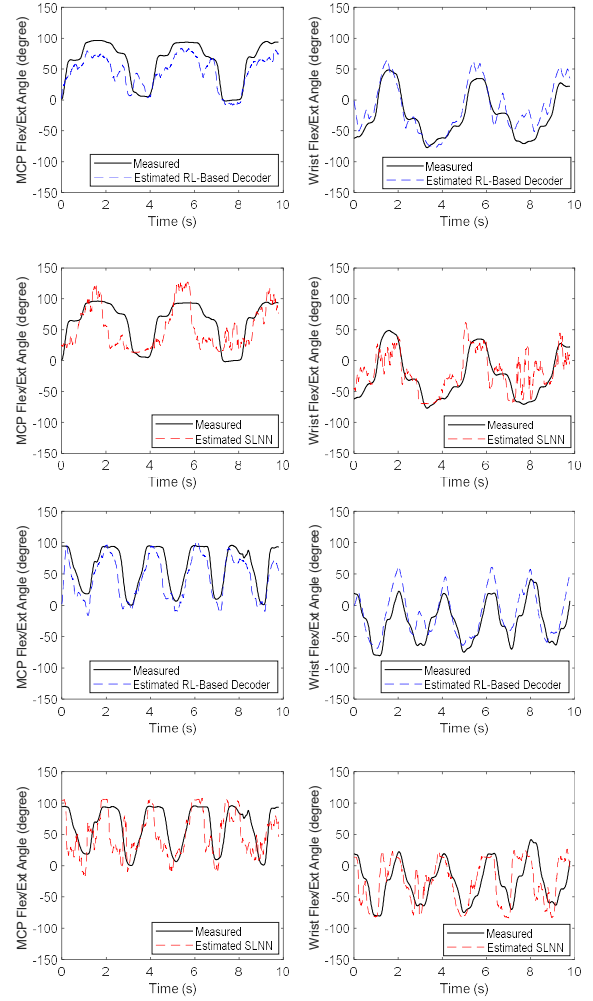 150
100
50
0
-50
-100
-150
MCP Flex/Ext Angle (degree)
Measured
Estimated RL-Based Decoder
0 2 4 6 8 10
Time (s)
150
100
50
0
-50
-100
-150
Wrist Flex/Ext Angle (degree)
Measured
Estimated RL-Based Decoder
0 2 4 6 8 10
Time (s)
150
100
50
0
-50
-100
-150
MCP Flex/Ext Angle (degree)
Measured
Estimated SLNN
0 2 4 6 8 10
Time (s)
150
100
50
0
-50
-100
-150
Wrist Flex/Ext Angle (degree)
Measured
Estimated SLNN
0 2 4 6 8 10
Time (s)
150
100
50
0
-50
-100
-150
MCP Flex/Ext Angle (degree)
Measured
Estimated RL-Based Decoder
0 2 4 6 8 10
Time (s)
150
100
50
0
-50
-100
-150
Wrist Flex/Ext Angle (degree)
Measured
Estimated RL-Based Decoder
0 2 4 6 8 10
Time (s)
150
100
50
0
-50
-100
-150
MCP Flex/Ext Angle (degree)
Measured
Estimated SLNN
0 2 4 6 8 10
Time (s)
150
100
50
0
-50
-100
-150
Wrist Flex/Ext Angle (degree)
Measured
Estimated SLNN
0 2 4 6 8 10
Time (s)